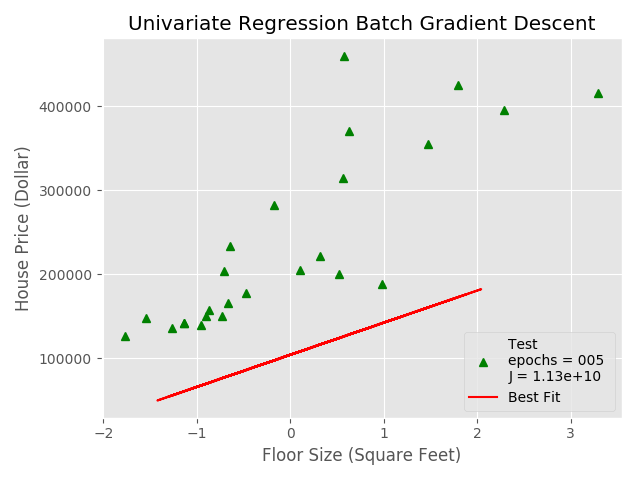 Univariate Regression Batch Gradient Descent
House Price (Dollar)
400000
300000
200000
100000
Test
epochs = 005
J = 1.13e+10
Best Fit
−2
−1
0
1
2
3
Floor Size (Square Feet)